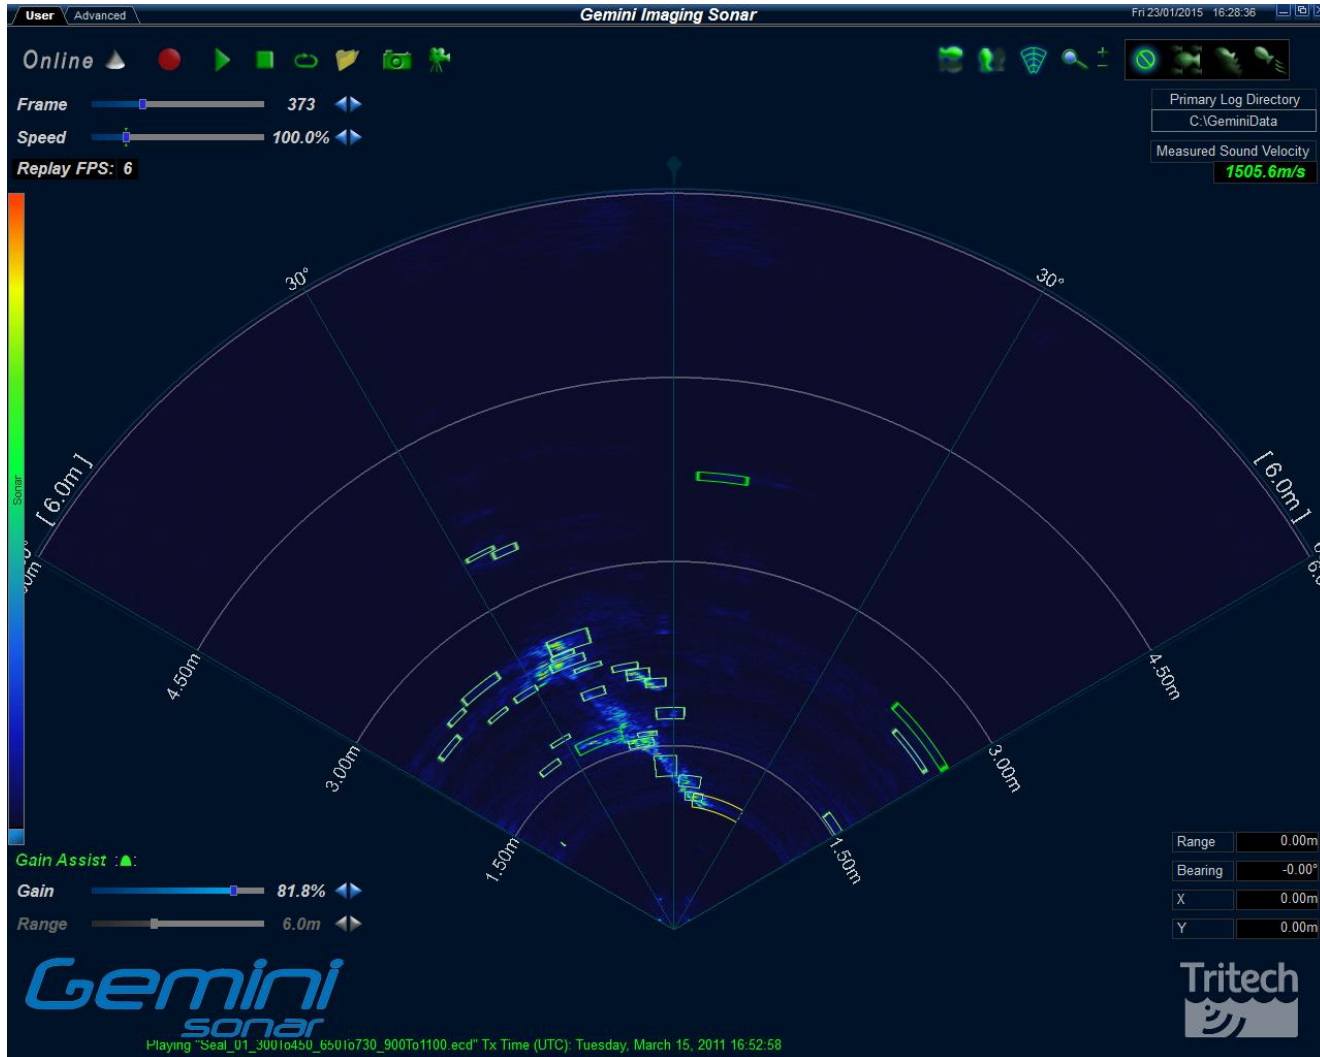 User Advanced Gemini Imaging Sonar Fri 23/01/2015 16:28:36
Online
Frame 373
Speed 100.0%
Replay FPS: 6
Primary Log Directory
C:\GeminiData
Measured Sound Velocity
1505.6m/s
30° 30°
Sonar
[ 6.0m ] [ 6.0m ]
4.50m 4.50m
3.00m 3.00m
1.50m 1.50m
Gain Assist
Gain 81.8%
Range 6.0m
Range 0.00m
Bearing -0.00°
X 0.00m
Y 0.00m
Gemini
sonar
Tritech
Playing "Seal_01_300To450_650To730_900To1100.ecd" Tx Time (UTC): Tuesday, March 15, 2011 16:52:58